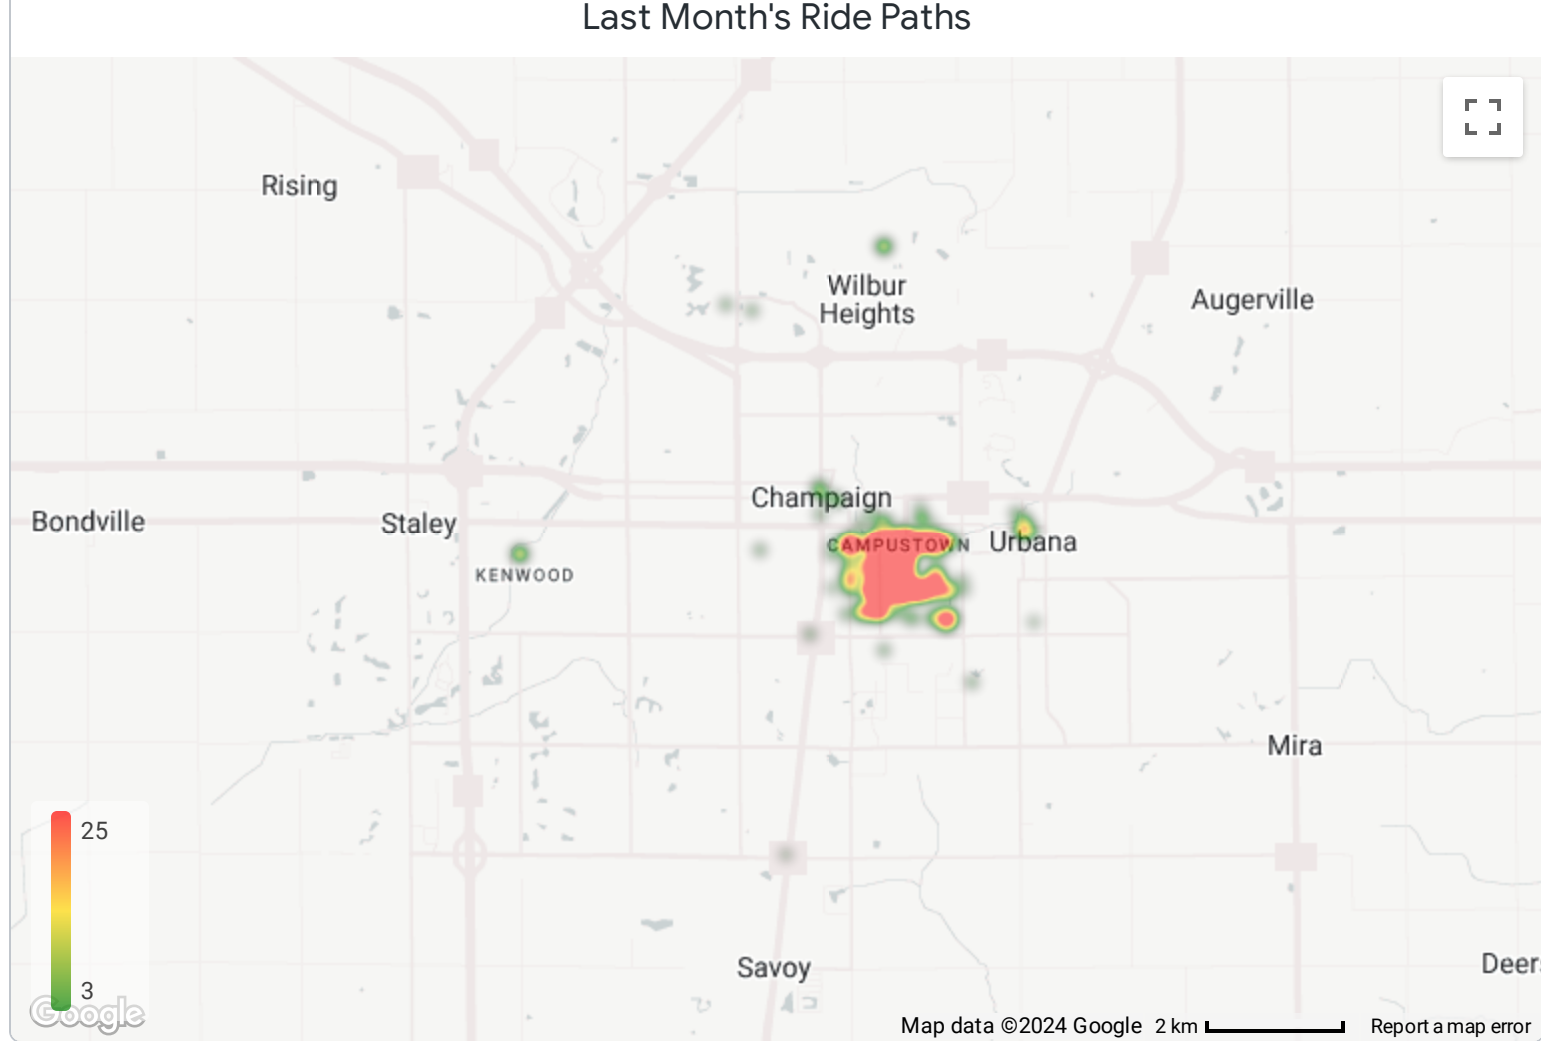 Last Month's Ride Paths
Rising
Wilbur
Heights
Augerville
Champaign
Bondville
Staley
CAMPUSTOWN
Urbana
KENWOOD
Mira
25
Savoy
Deer
3
Google
Map data ©2024 Google
2 km
Report a map error